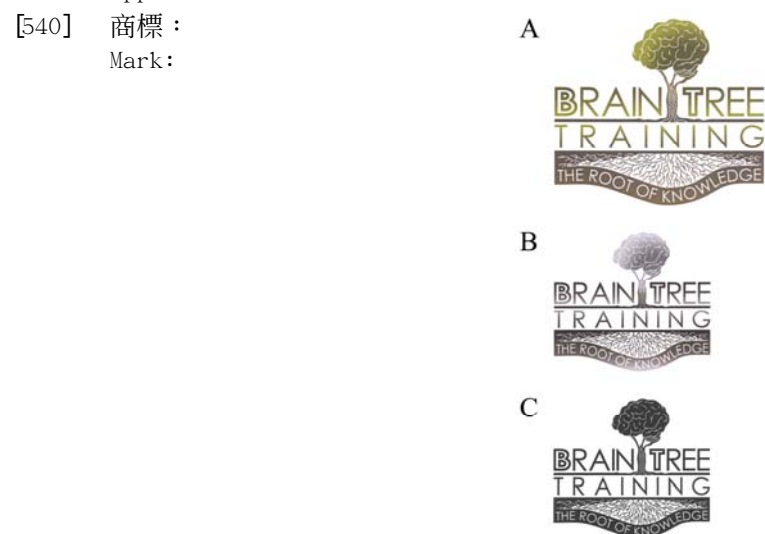 [540] 商標：
Mark:
A
BRAIN TREE
TRAINING
THE ROOT OF KNOWLEDGE
B
BRAIN TREE
TRAINING
THE ROOT OF KNOWLEDGE
C
BRAIN TREE
TRAINING
THE ROOT OF KNOWLEDGE